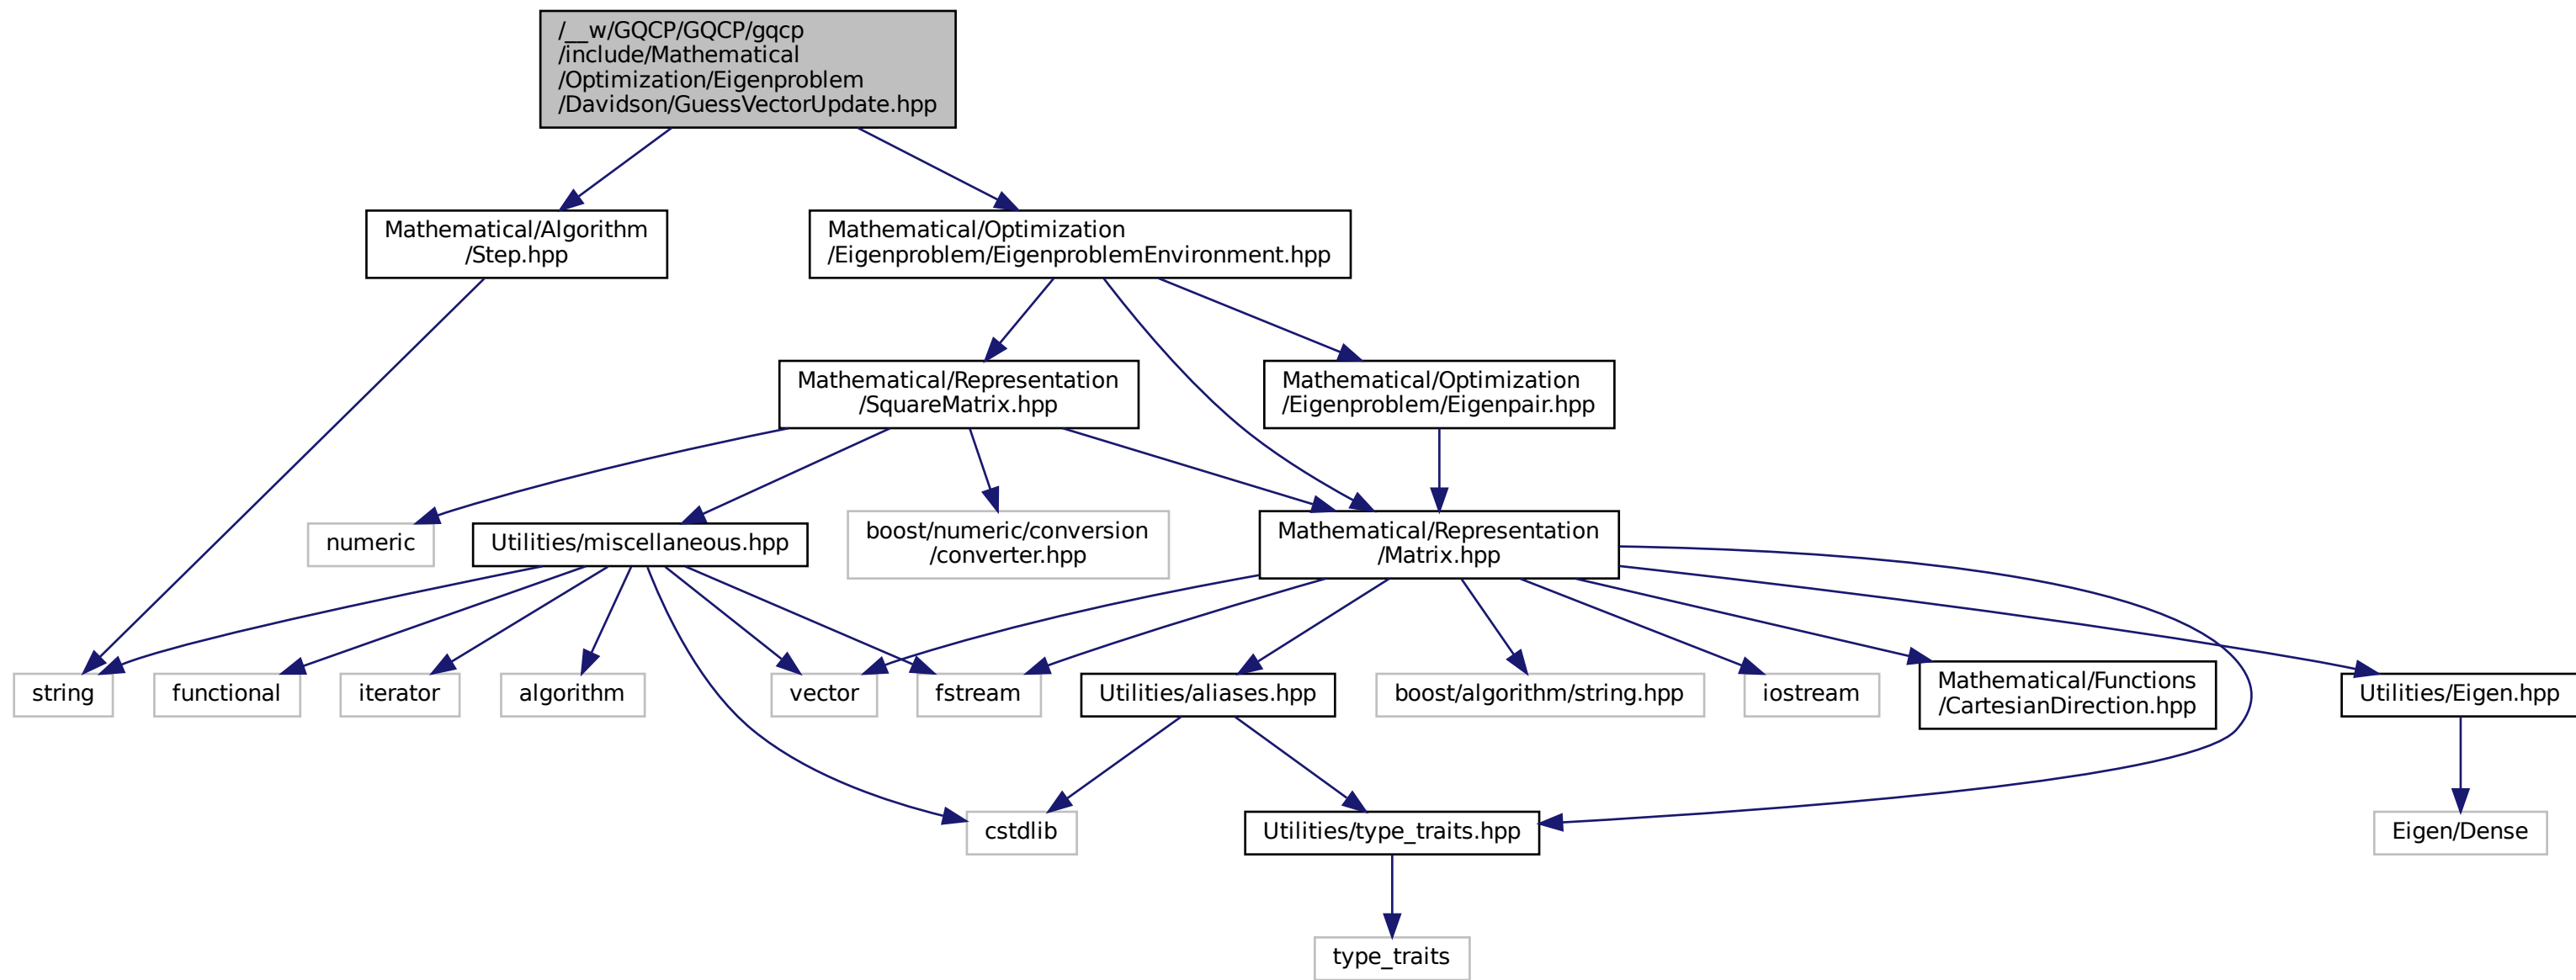 /__w/GQCP/GQCP/gqcp
/include/Mathematical
/Optimization/Eigenproblem
/Davidson/GuessVectorUpdate.hpp
Mathematical/Algorithm
/Step.hpp
Mathematical/Optimization
/Eigenproblem/EigenproblemEnvironment.hpp
Mathematical/Representation
/SquareMatrix.hpp
Mathematical/Optimization
/Eigenproblem/Eigenpair.hpp
numeric
Utilities/miscellaneous.hpp
boost/numeric/conversion
/converter.hpp
Mathematical/Representation
/Matrix.hpp
string
functional
iterator
algorithm
vector
fstream
Utilities/aliases.hpp
boost/algorithm/string.hpp
iostream
Mathematical/Functions
/CartesianDirection.hpp
Utilities/Eigen.hpp
cstdlib
Utilities/type_traits.hpp
Eigen/Dense
type_traits